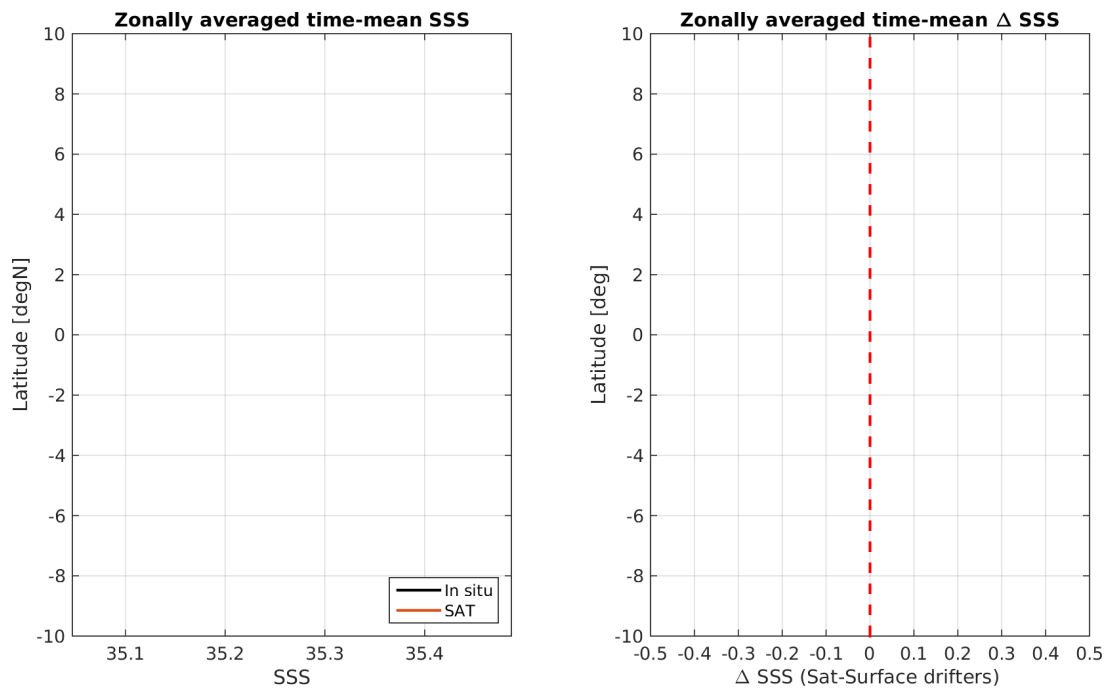 Zonally averaged time-mean SSS
10
8
6
4
2
0
-2
-4
-6
-8
-10
Latitude [degN]
In situ
SAT
35.1 35.2 35.3 35.4
SSS
Zonally averaged time-mean Δ SSS
10
8
6
4
2
0
-2
-4
-6
-8
-10
Latitude [deg]
-0.5 -0.4 -0.3 -0.2 -0.1 0 0.1 0.2 0.3 0.4 0.5
Δ SSS (Sat-Surface drifters)